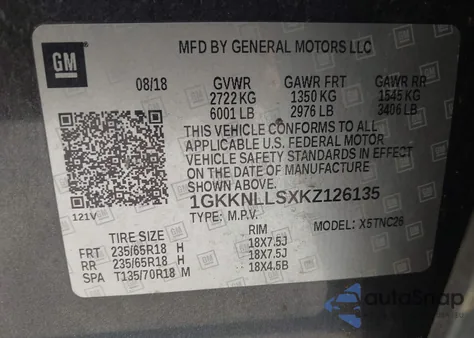 GM
MFD BY GENERAL MOTORS LLC
08/18 GVWR GAWR FRT GAWR RR
2722 KG 1350 KG 1545 KG
6001 LB 2976 LB 3406 LB
THIS VEHICLE CONFORMS TO ALL
APPLICABLE U.S. FEDERAL MOTOR
VEHICLE SAFETY STANDARDS IN EFFECT
ON THE DATE OF MANUFACTURE
SHOWN ABOVE.
1GKKNLLSXKZ126135
TYPE: M.P.V. MODEL: X5TNC26
121V
TIRE SIZE RIM
FRT 235/65R18 H 18X7.5J
RR 235/65R18 H 18X7.5J
SPA T135/70R18 M 18X4.5B
autoSnap